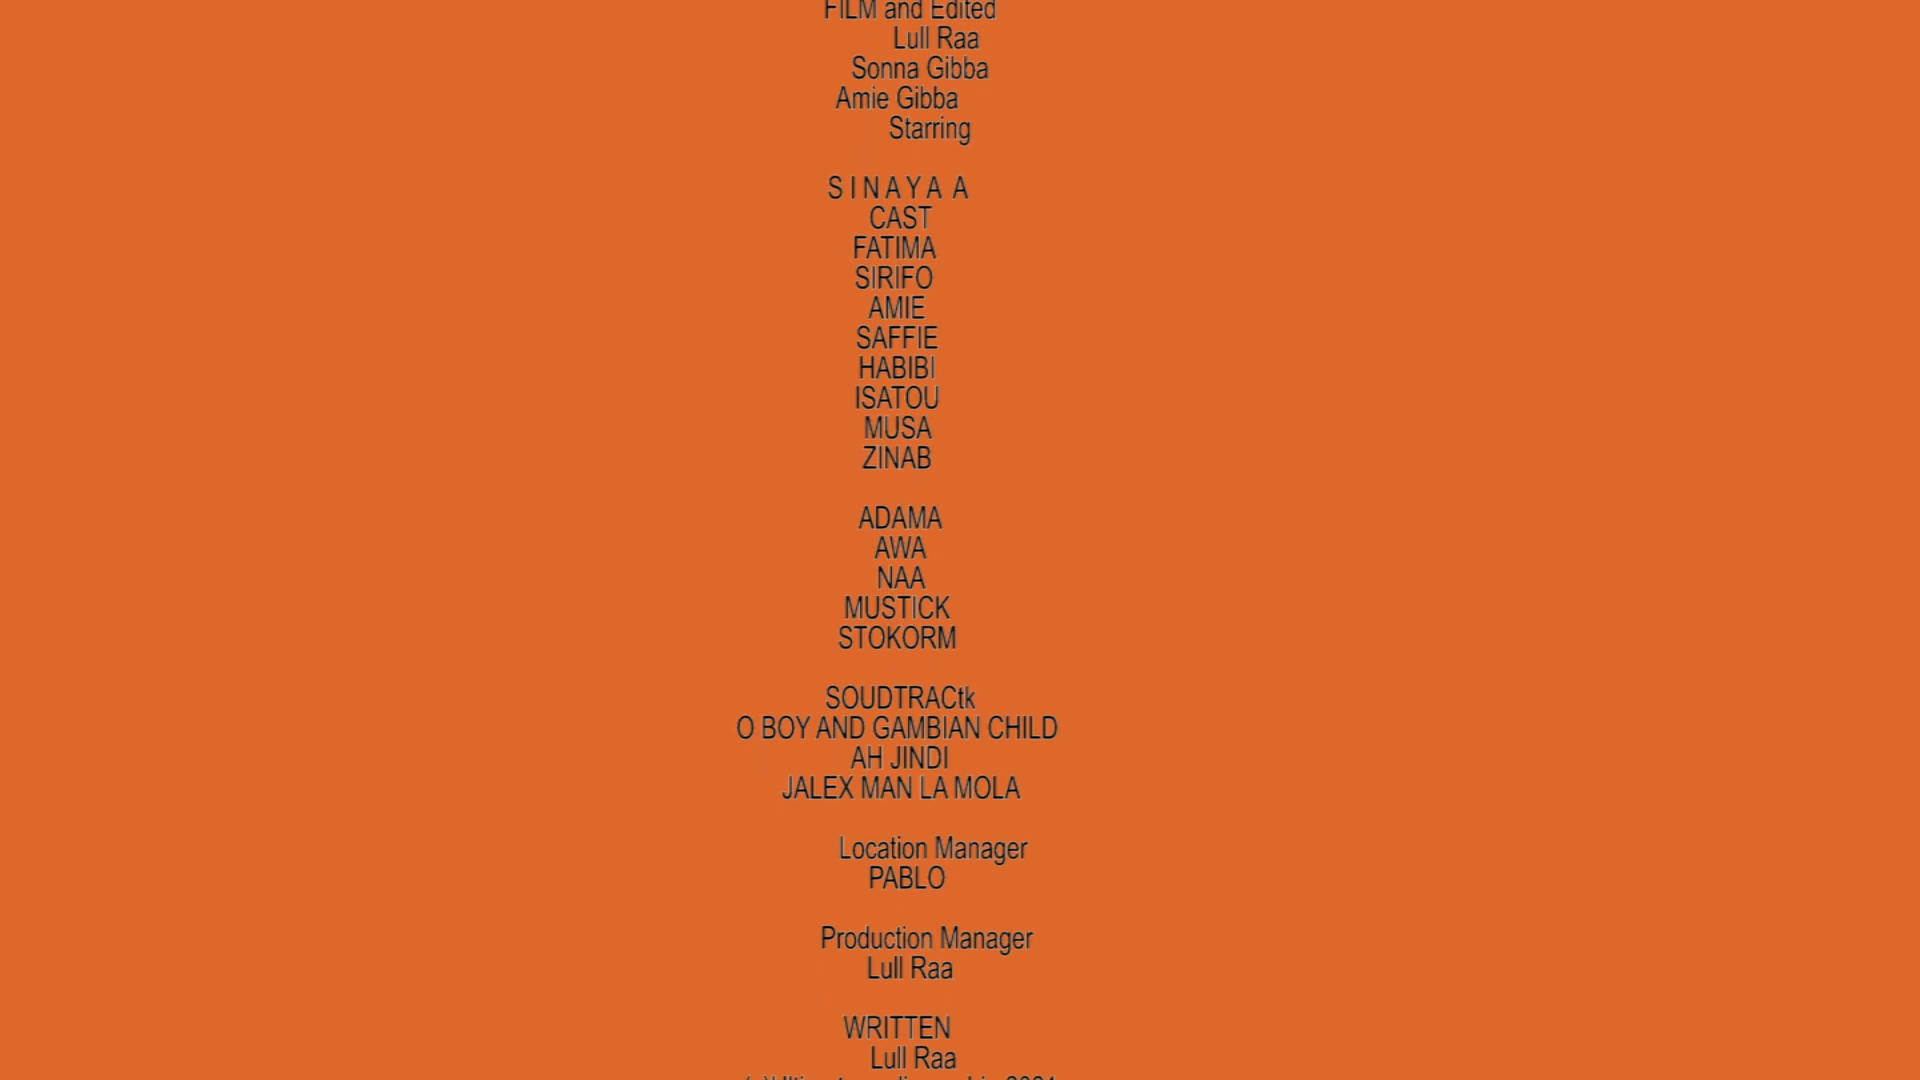 FILM and Edited
Lull Raa
Sonna Gibba
Amie Gibba
Starring
S I N A Y A  A
CAST
FATIMA
SIRIFO
AMIE
SAFFIE
HABIBI
ISATOU
MUSA
ZINAB
ADAMA
AWA
NAA
MUSTICK
STOKORM
SOUDTRACtk
O BOY AND GAMBIAN CHILD
AH JINDI
JALEX MAN LA MOLA
Location Manager
PABLO
Production Manager
Lull Raa
WRITTEN
Lull Raa